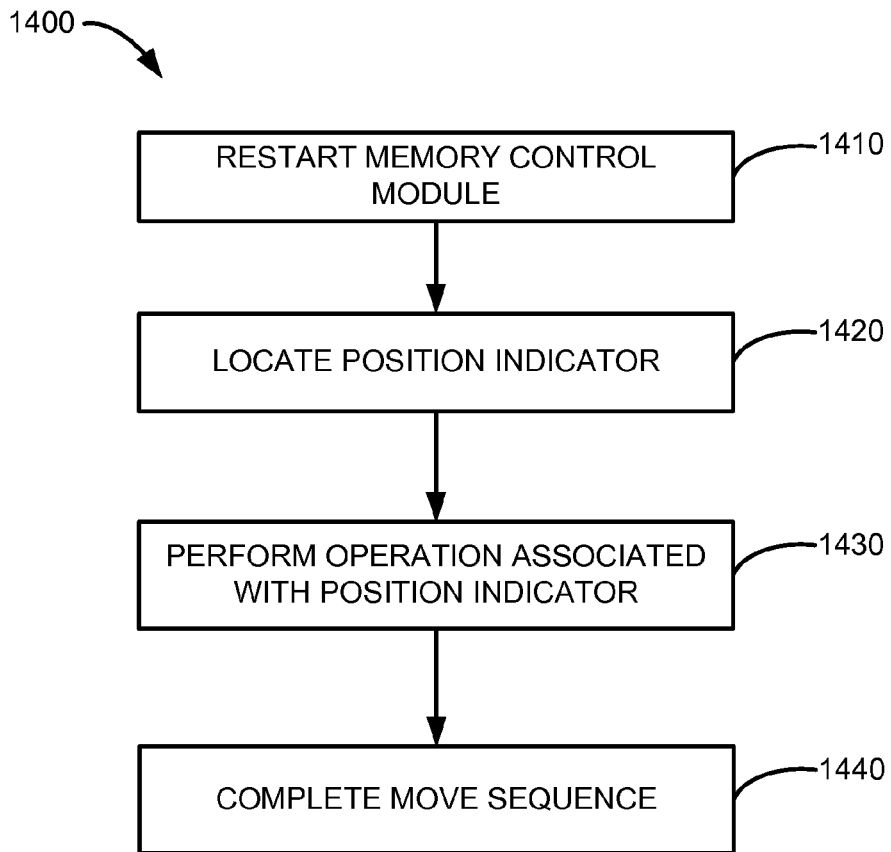 1400
RESTART MEMORY CONTROL
MODULE
1410
LOCATE POSITION INDICATOR
1420
PERFORM OPERATION ASSOCIATED
WITH POSITION INDICATOR
1430
COMPLETE MOVE SEQUENCE
1440